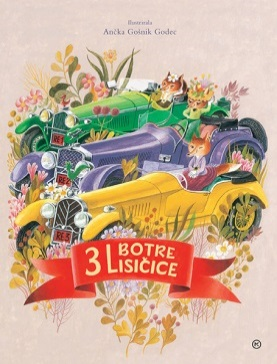 Ilustrirala
Ančka Gošnik Godec
3 BOTRE
LISIČICE